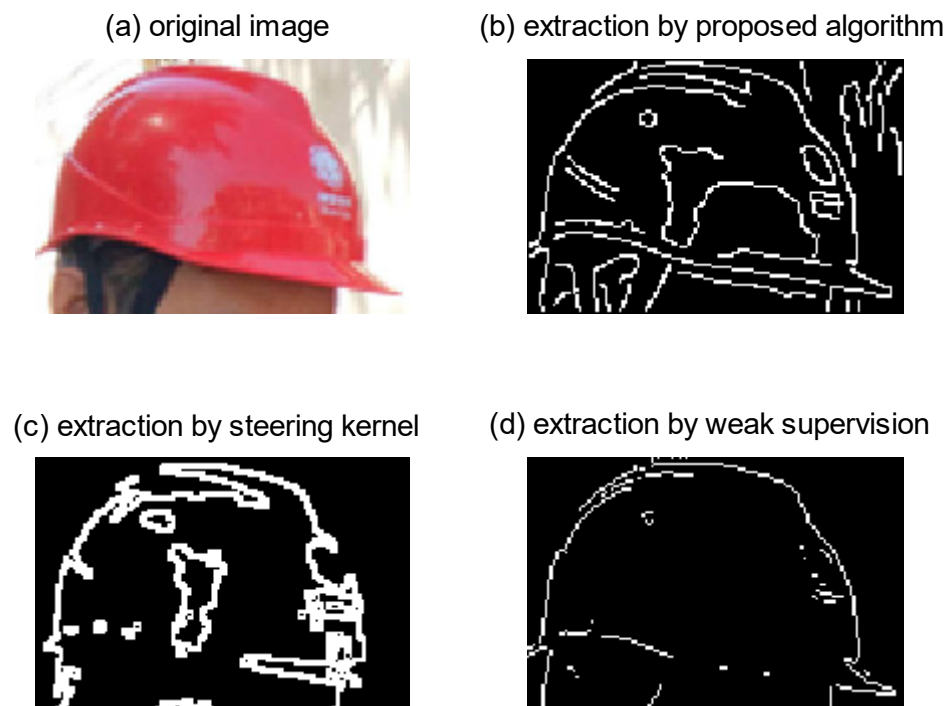 (a) original image
(b) extraction by proposed algorithm
(c) extraction by steering kernel
(d) extraction by weak supervision